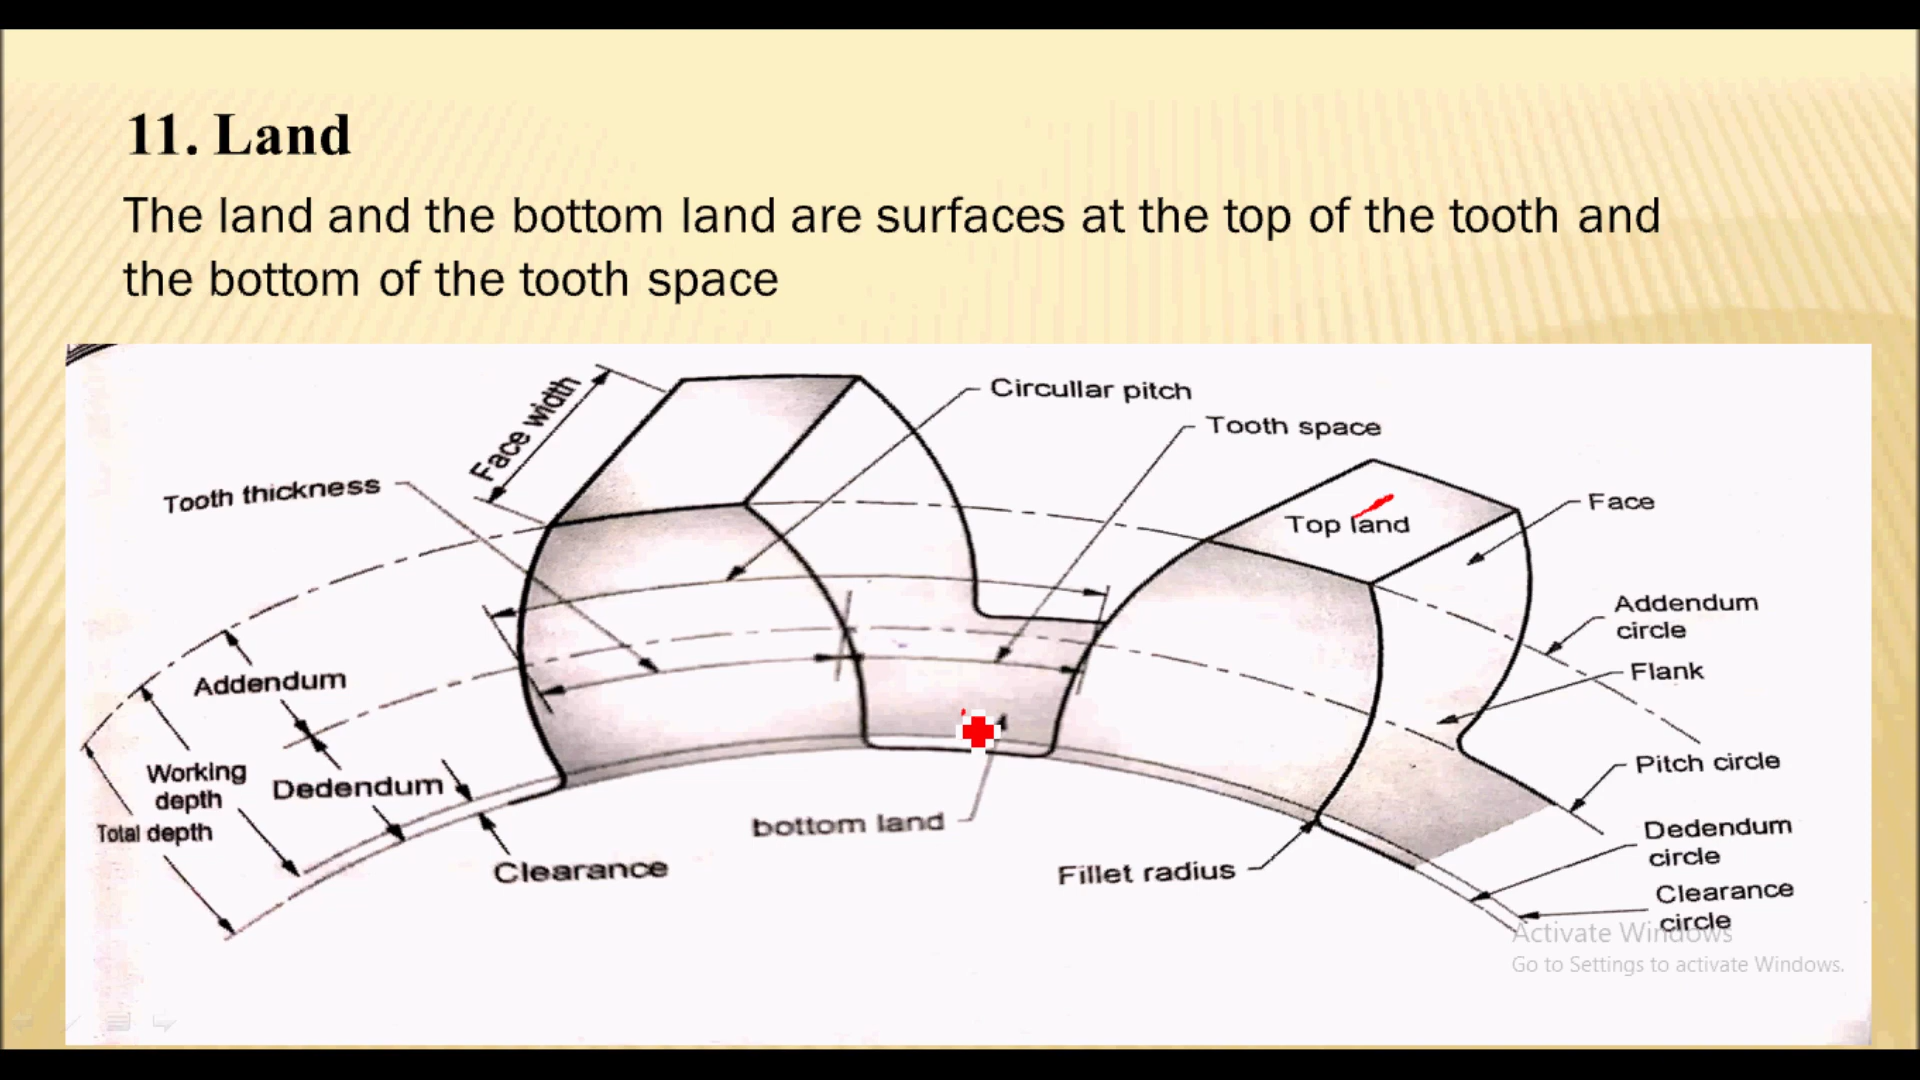 11. Land
The land and the bottom land are surfaces at the top of the tooth and
the bottom of the tooth space
Face width
Circullar pitch
Tooth space
Tooth thickness
Top land
Face
Addendum
circle
Flank
Addendum
Working
depth
Dedendum
Total depth
Pitch circle
bottom land
Dedendum
circle
Clearance
Fillet radius
Clearance
circle
Activate Windows
Go to Settings to activate Windows.